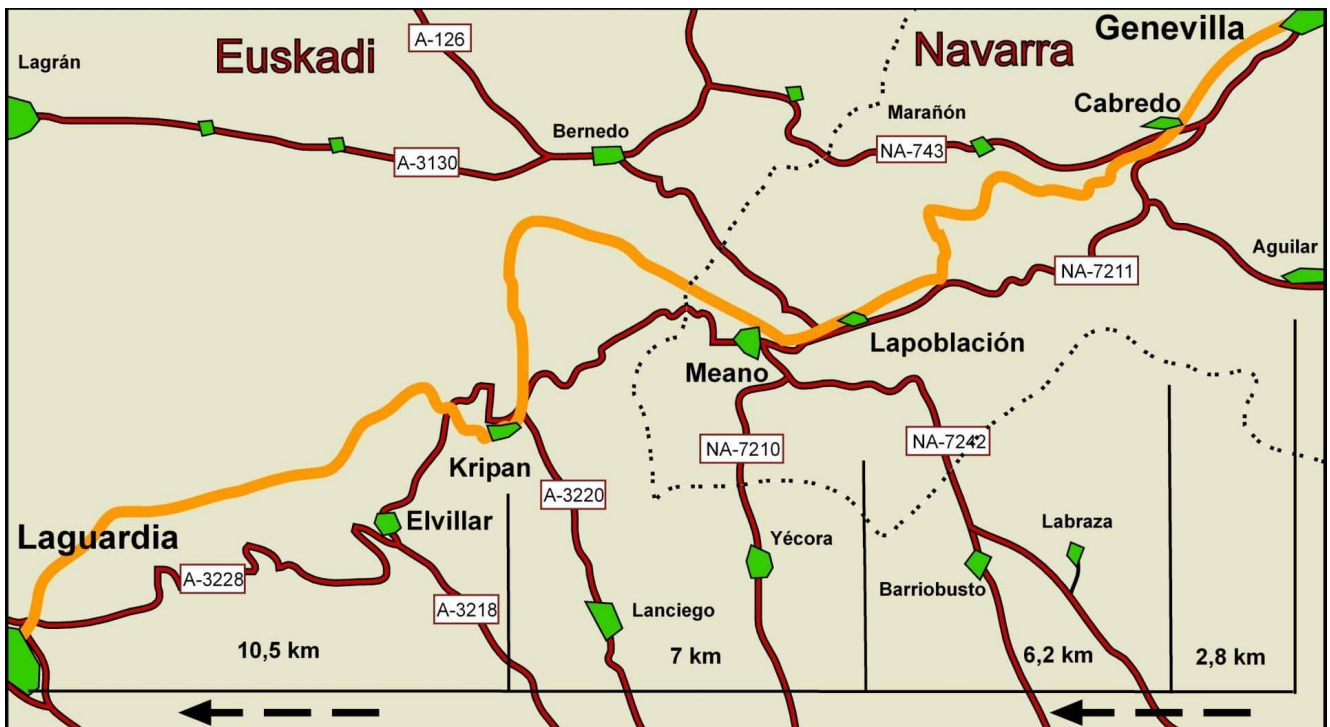 Genevilla
A-126
Euskadi
Navarra
Lagrán
Cabredo
Marañón
Bernedo
NA-743
A-3130
Aguilar
NA-7211
Lapoblación
Meano
Kripan
NA-7210
NA-7242
A-3220
Elvillar
Laguardia
Labraza
Yécora
A-3228
Barriobusto
A-3218
Lanciego
10,5 km
7 km
6,2 km
2,8 km